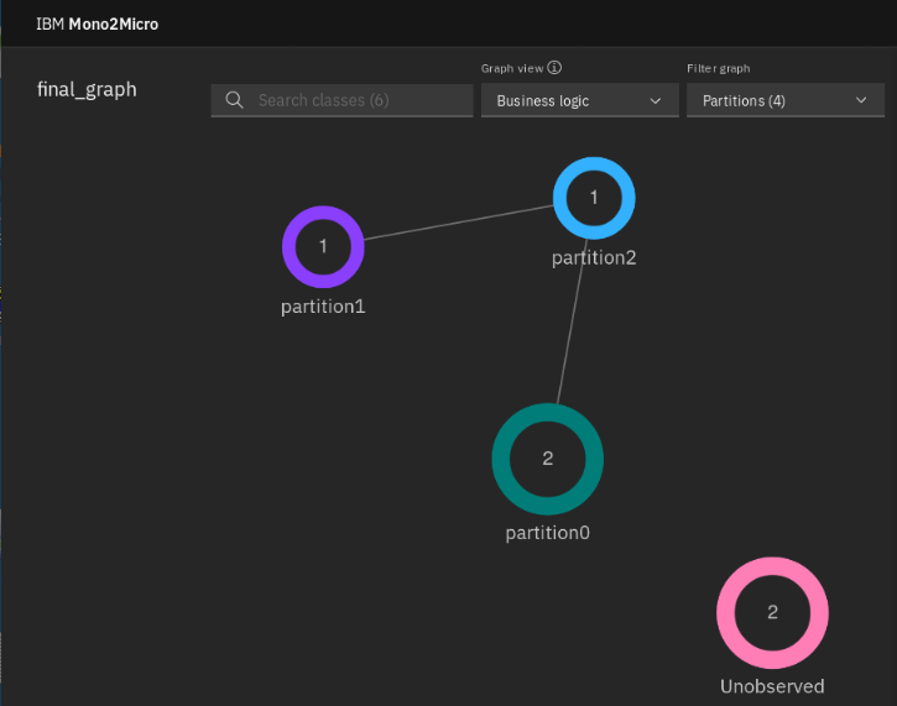 IBM Mono2Micro
final_graph
Search classes (6)
Graph view
Business logic
Filter graph
Partitions (4)
1
partition2
1
partition1
2
partition0
2
Unobserved